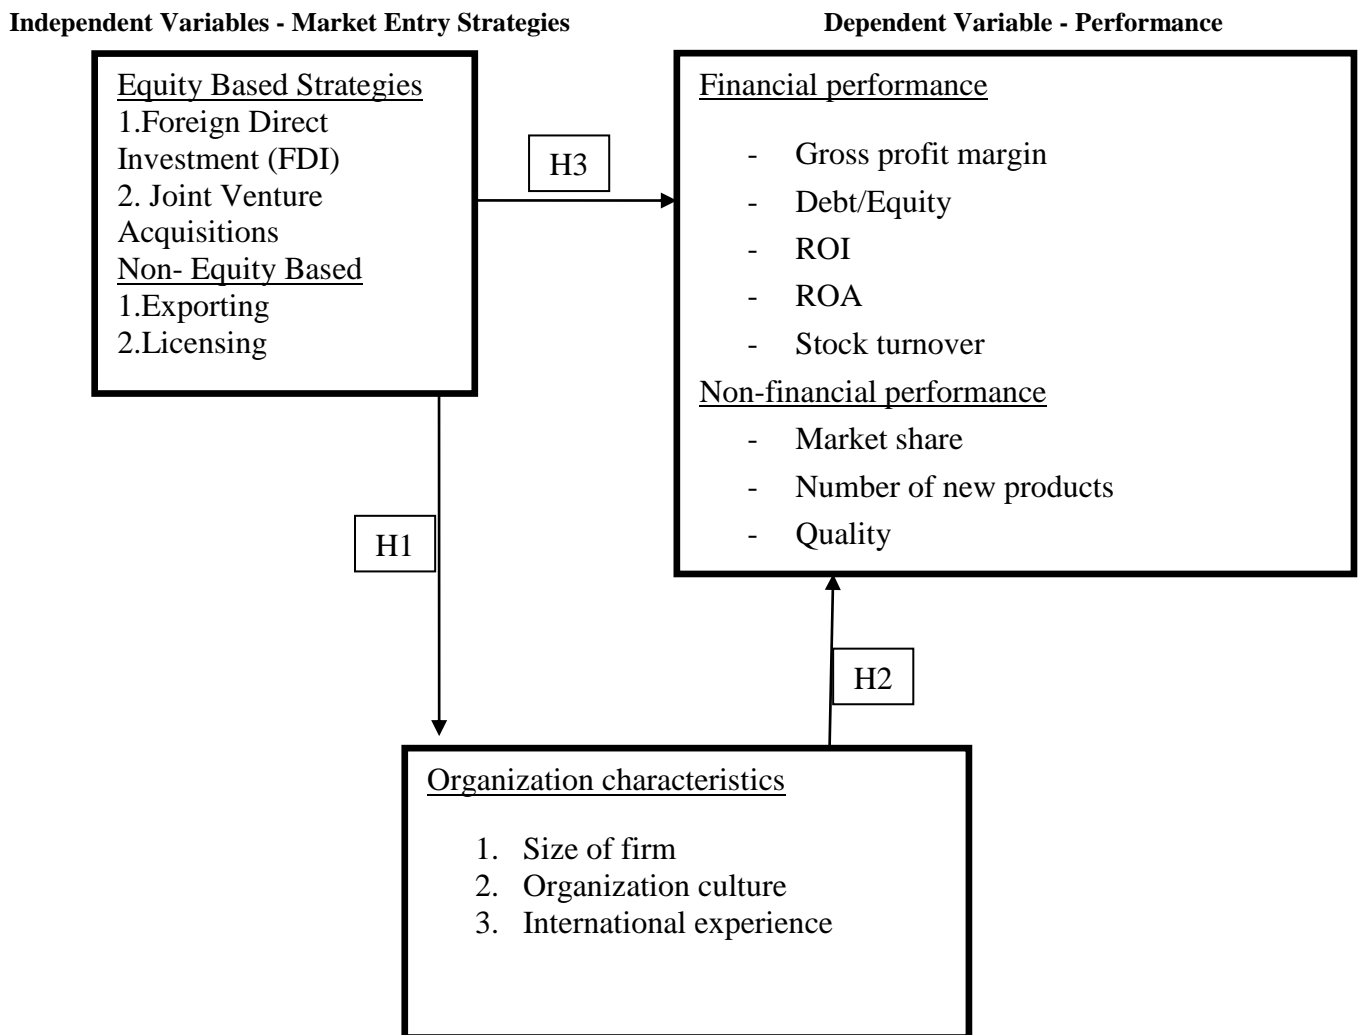 Independent Variables - Market Entry Strategies
Dependent Variable - Performance
Equity Based Strategies
1.Foreign Direct
Investment (FDI)
2. Joint Venture
Acquisitions
Non- Equity Based
1.Exporting
2.Licensing
H3
Financial performance
- Gross profit margin
- Debt/Equity
- ROI
- ROA
- Stock turnover
Non-financial performance
- Market share
- Number of new products
- Quality
H1
H2
Organization characteristics
1. Size of firm
2. Organization culture
3. International experience